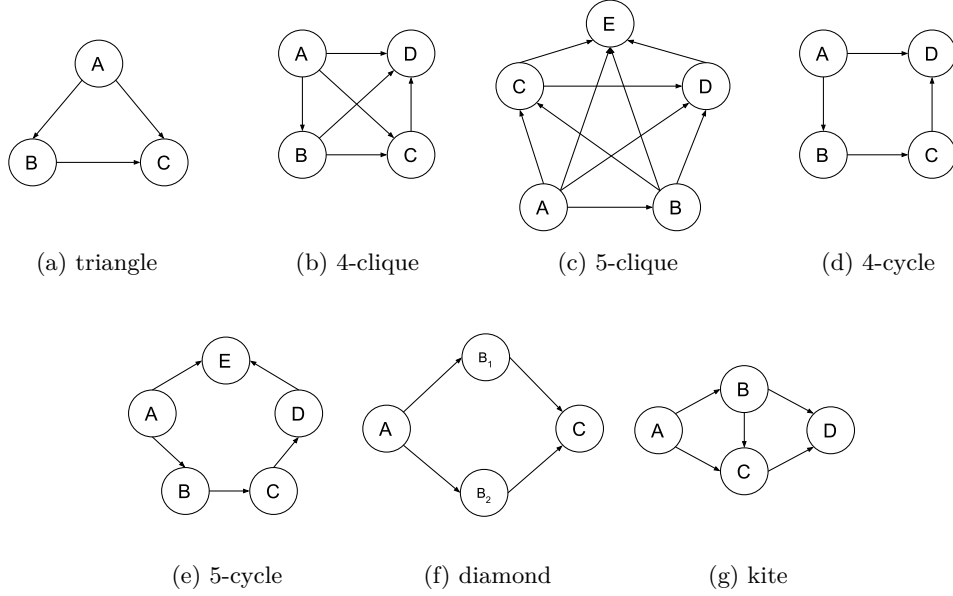 E
A D A D
A
C D
B C B C B C
A B
(a) triangle (b) 4-clique (c) 5-clique (d) 4-cycle
E B₁
B
A D A C A D
C
B C B₂
(e) 5-cycle (f) diamond (g) kite